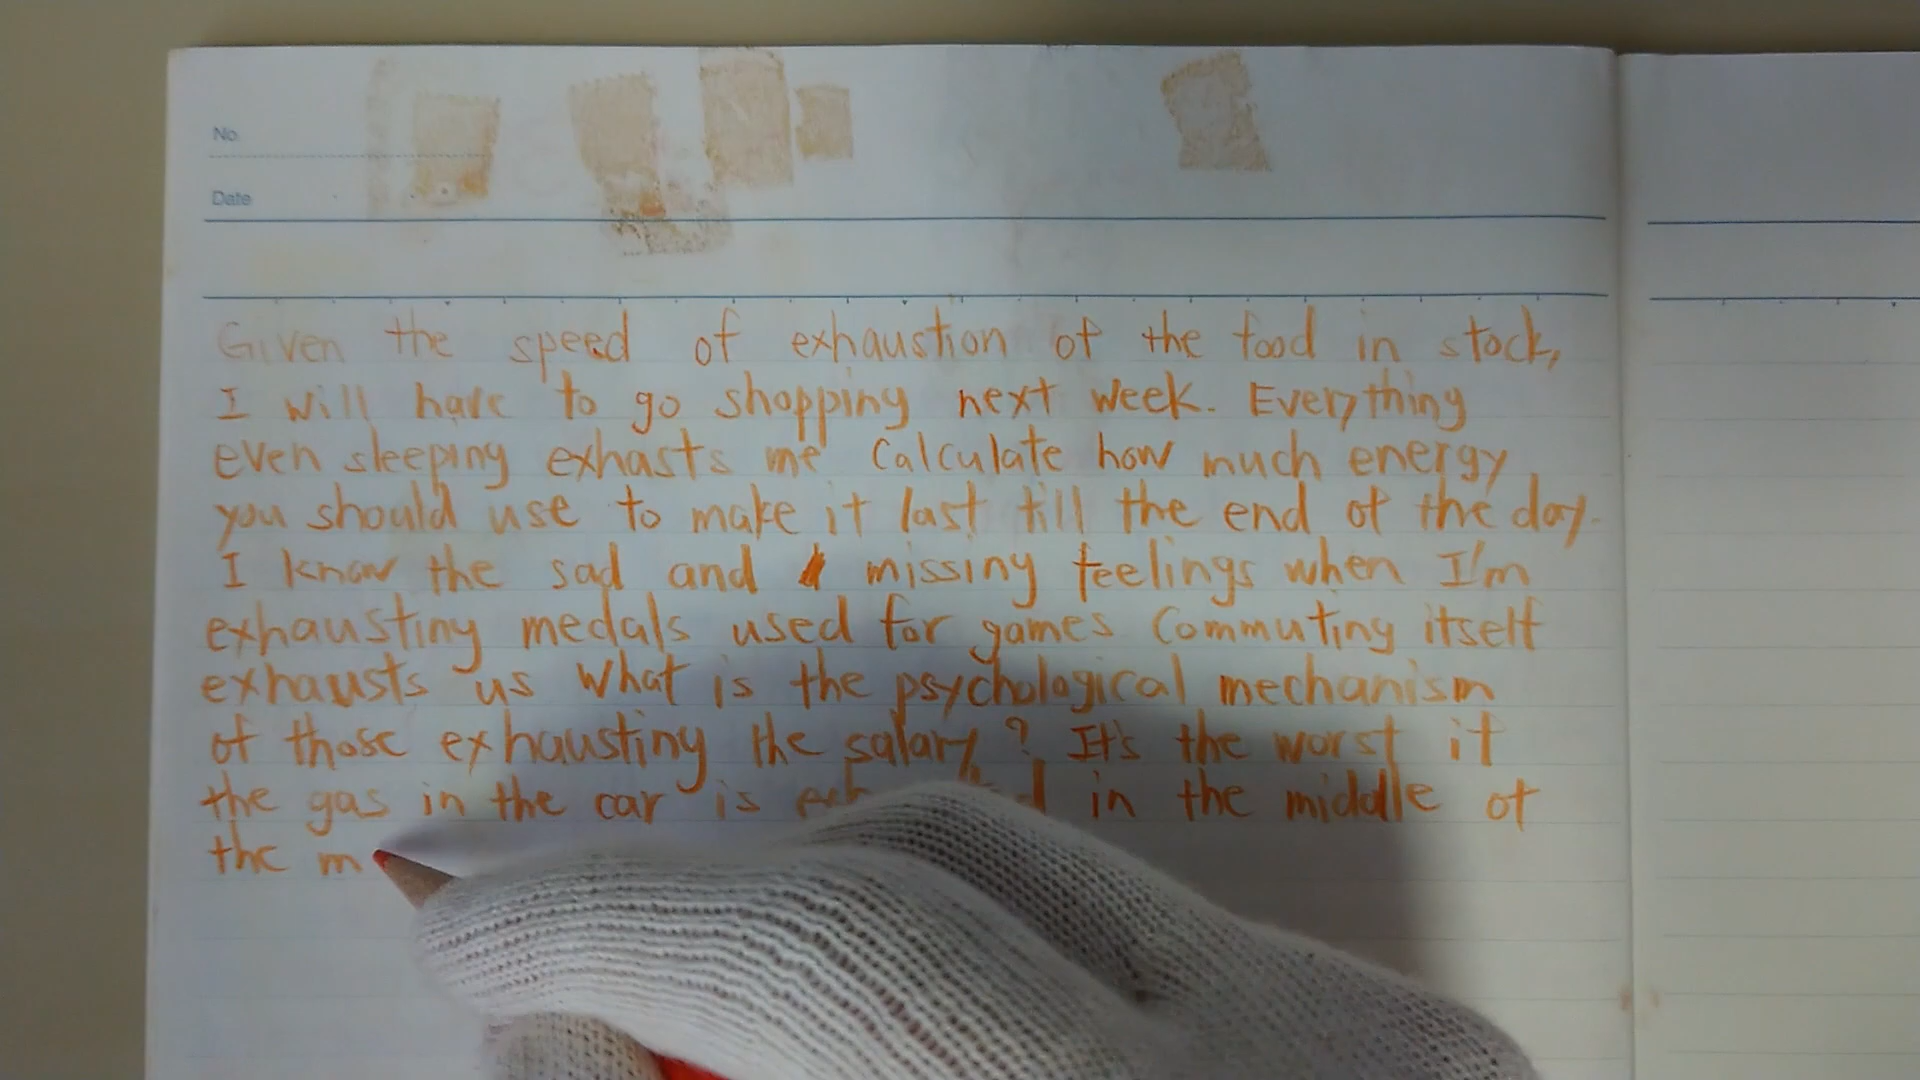 No.
Date
Given the speed of exhaustion of the food in stock,
I will have to go shopping next week. Everything
even sleeping exhasts me Calculate how much energy
you should use to make it last till the end of the day.
I know the sad and missing feelings when I'm
exhausting medals used for games Commuting itself
exhausts us What is the psychological mechanism
of those exhausting the salary? It's the worst if
the gas in the car is in the middle of
the m